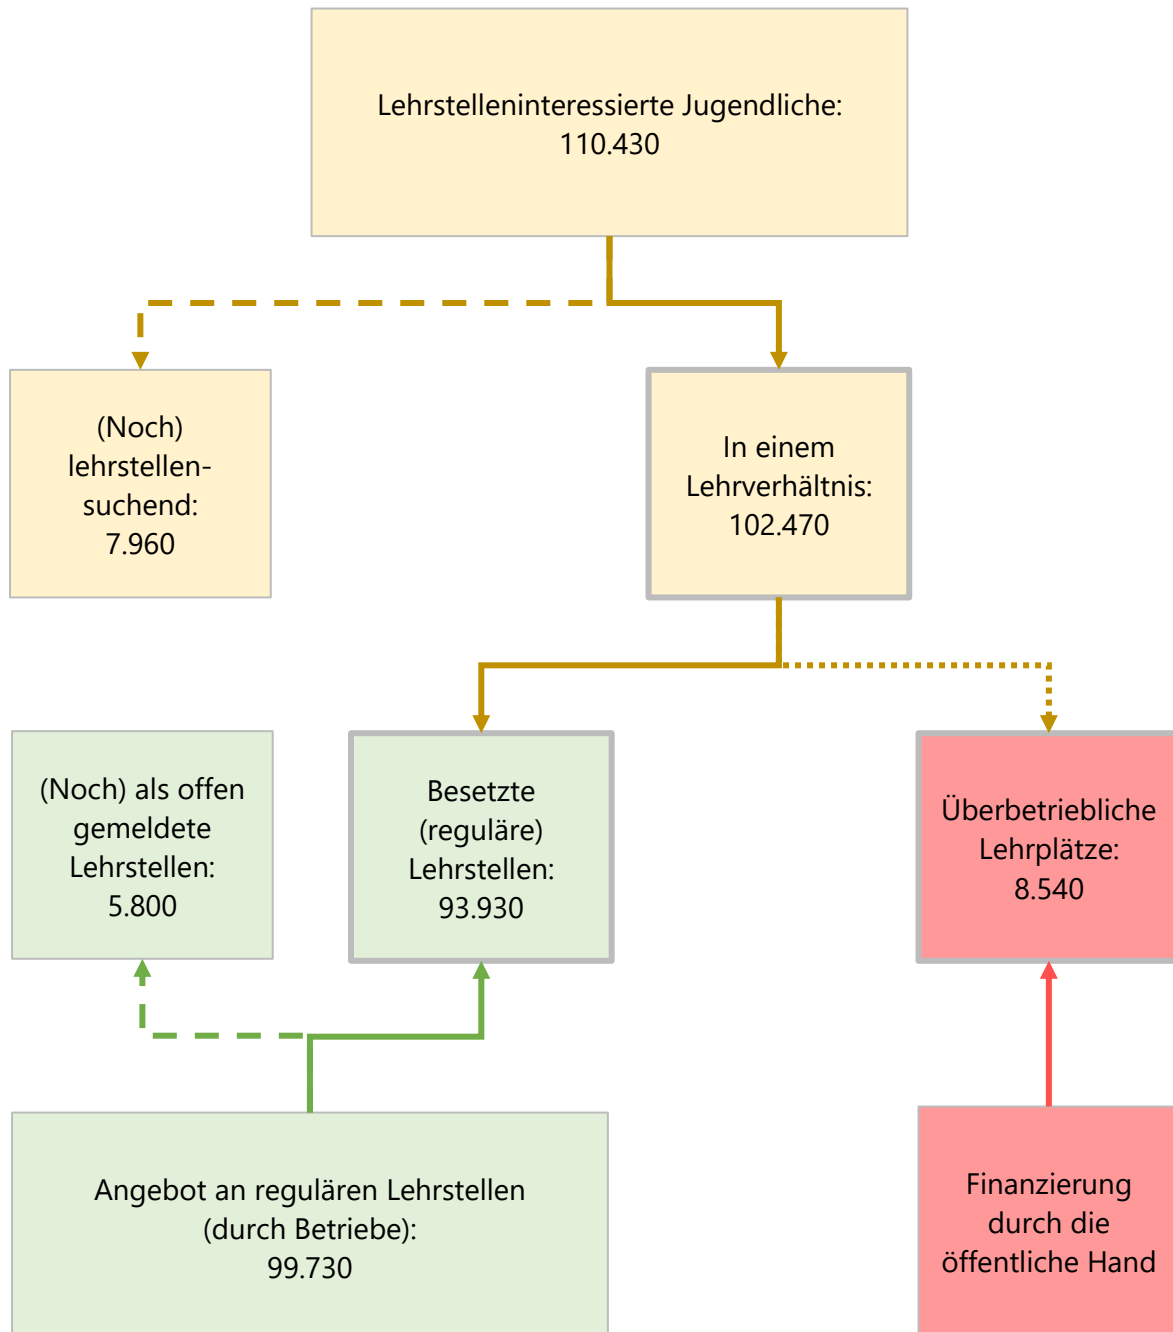 Lehrstelleninteressierte Jugendliche:
110.430
(Noch)
lehrstellen-
suchend:
7.960
In einem
Lehrverhältnis:
102.470
(Noch) als offen
gemeldete
Lehrstellen:
5.800
Besetzte
(reguläre)
Lehrstellen:
93.930
Überbetriebliche
Lehrplätze:
8.540
Angebot an regulären Lehrstellen
(durch Betriebe):
99.730
Finanzierung
durch die
öffentliche Hand